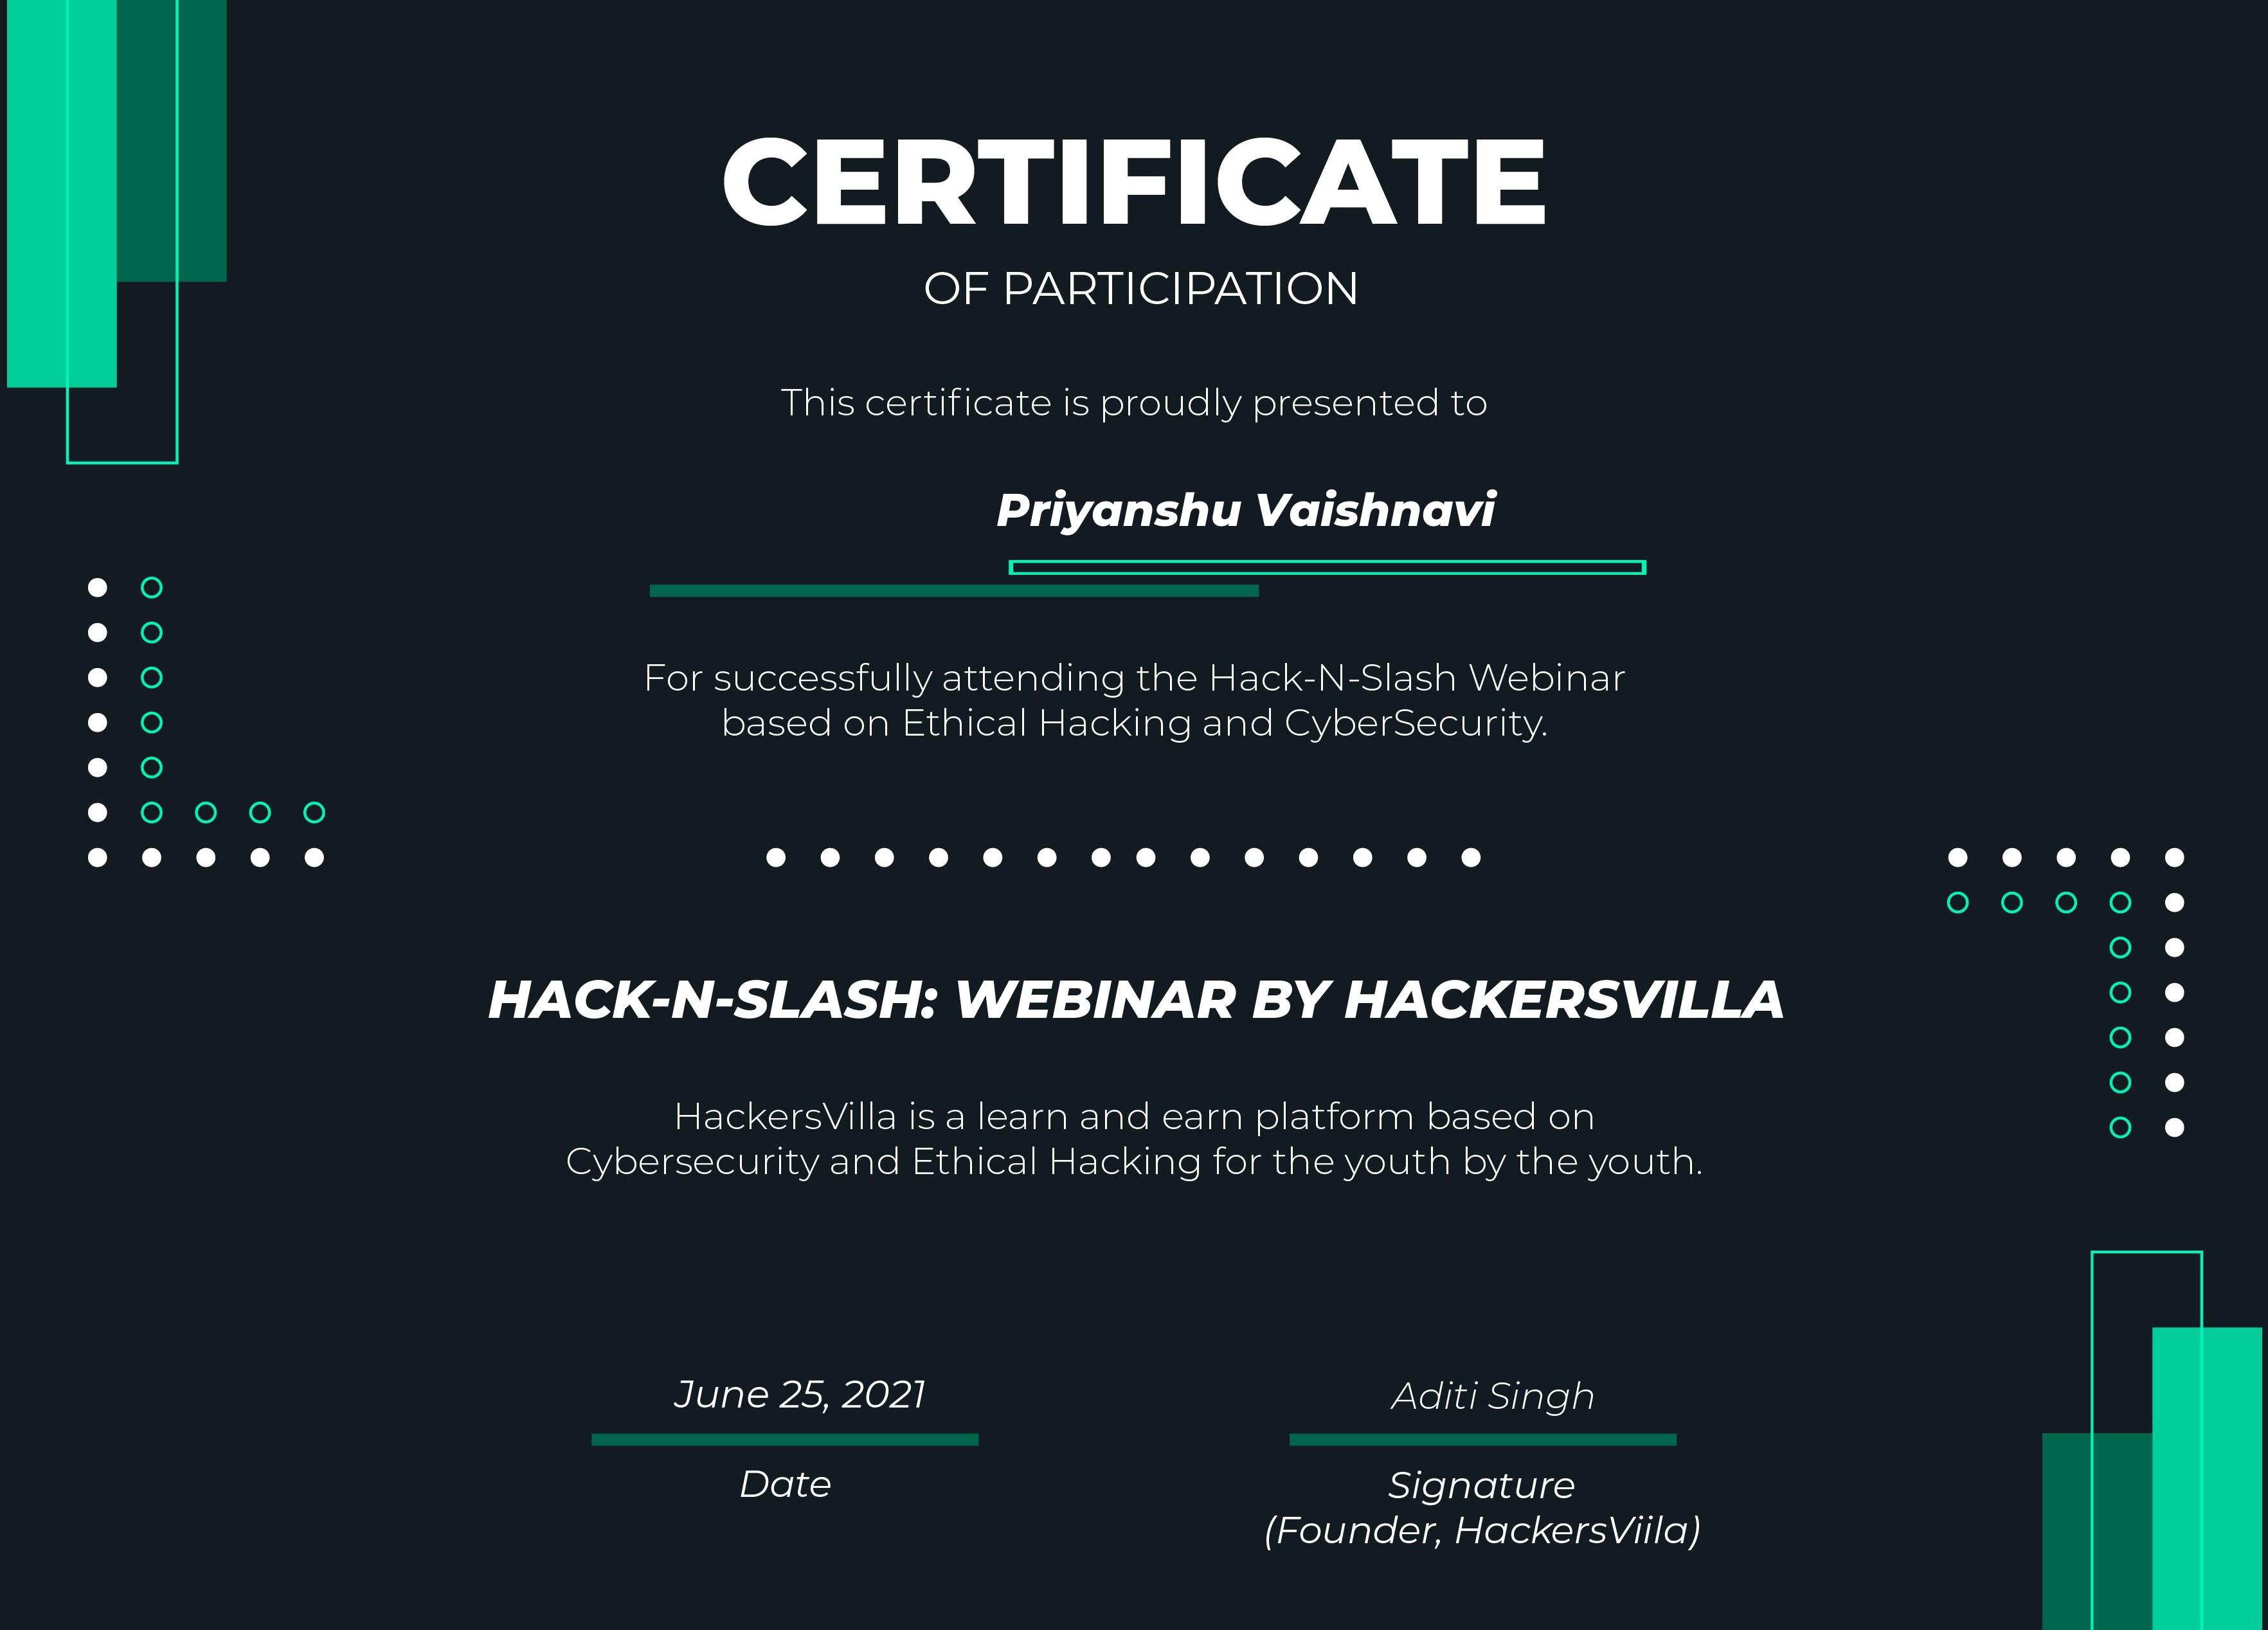 CERTIFICATE
OF PARTICIPATION
This certificate is proudly presented to
Priyanshu Vaishnavi
For successfully attending the Hack-N-Slash Webinar
based on Ethical Hacking and CyberSecurity.
HACK-N-SLASH: WEBINAR BY HACKERSVILLA
HackersVilla is a learn and earn platform based on
Cybersecurity and Ethical Hacking for the youth by the youth.
June 25, 2021
Date
Aditi Singh
Signature
(Founder, HackersViila)